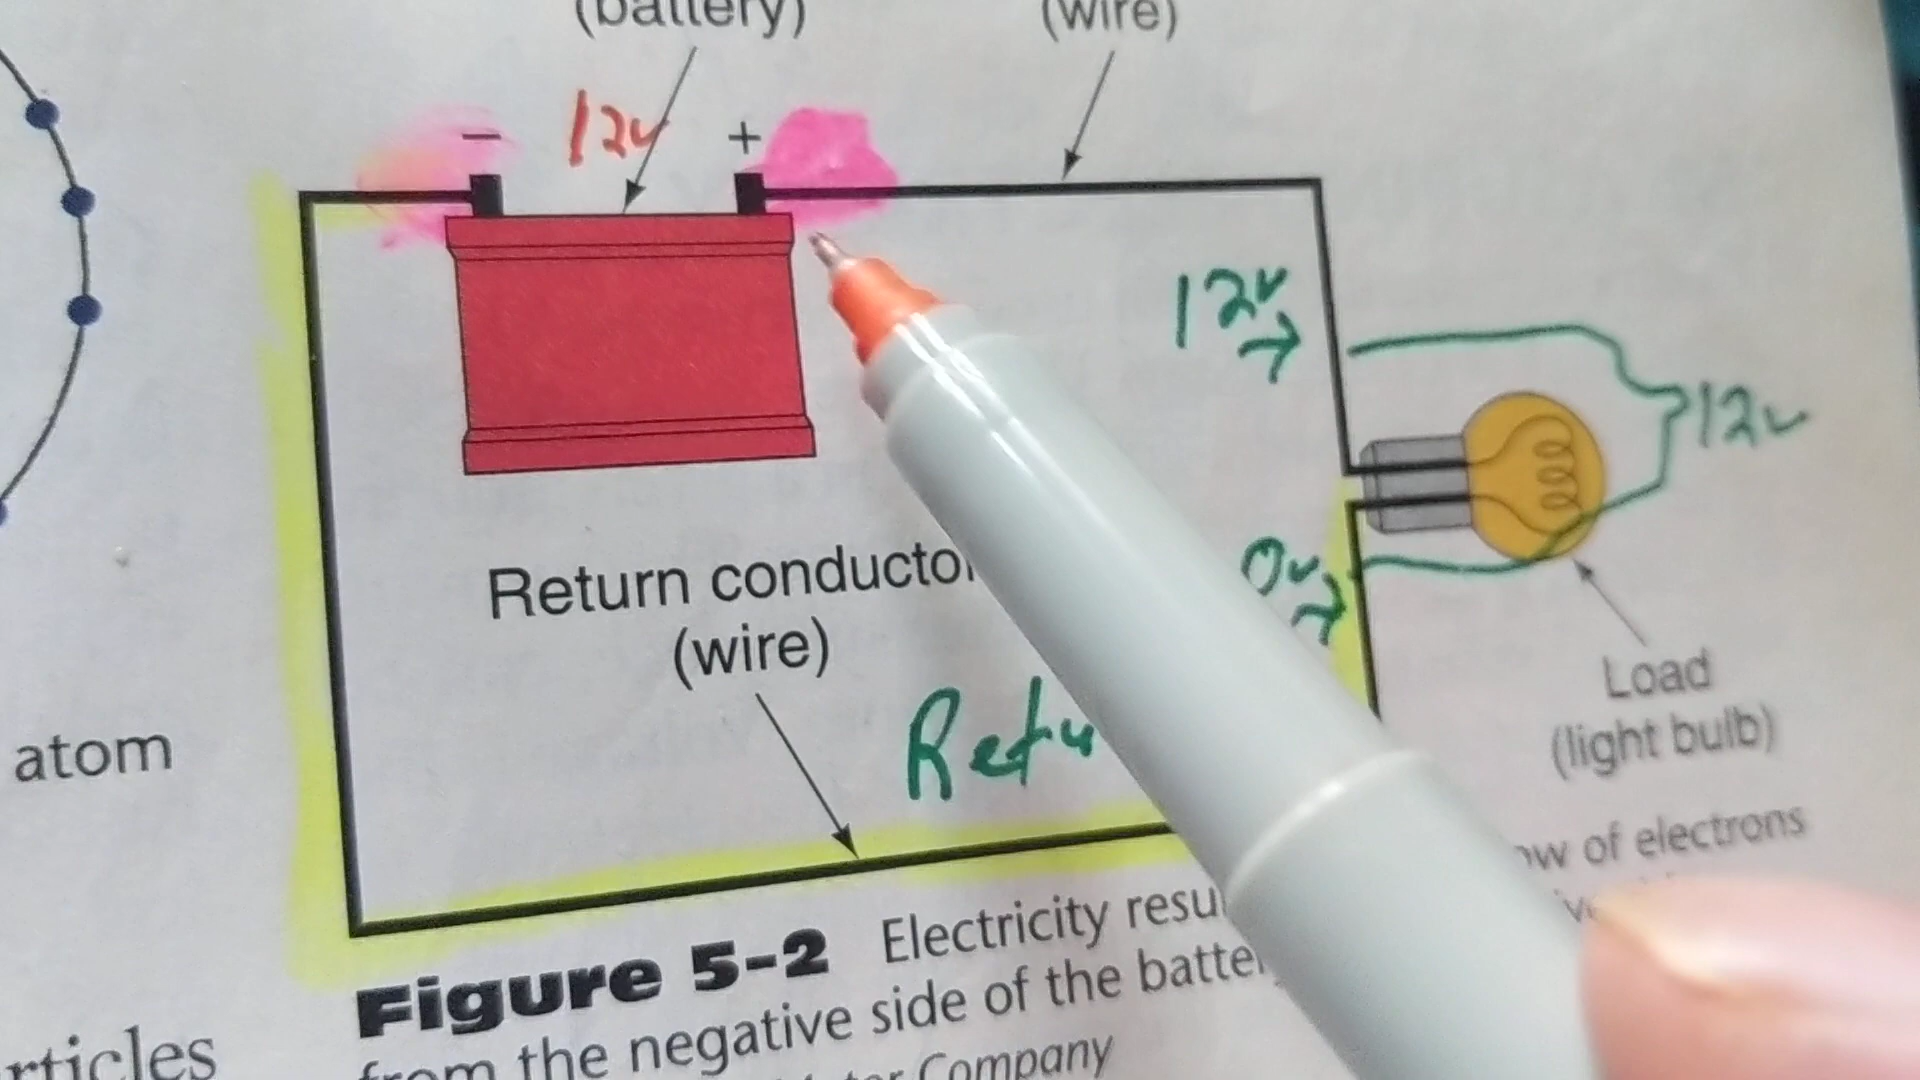 (battery)
(wire)
12v
- +
12v
→
12v
Return conductor
(wire)
0v
→
Retu
Load
(light bulb)
atom
ow of electrons
Figure 5-2 Electricity resu
from the negative side of the batte
Company
rticles